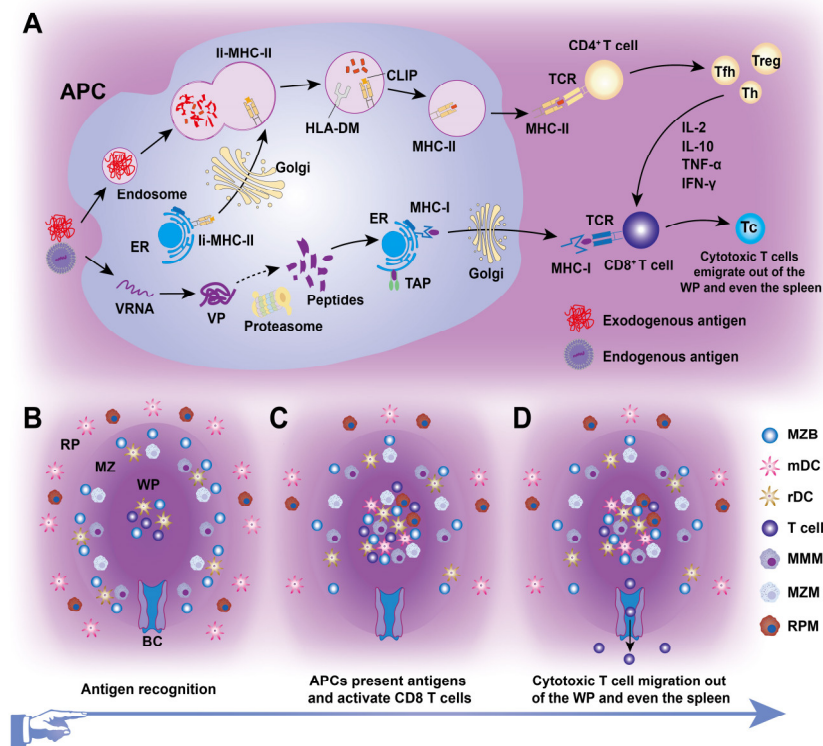 A
APC
Ii-MHC-II
CLIP
HLA-DM
MHC-II
CD4⁺ T cell
TCR
MHC-II
Tfh
Treg
Th
IL-2
IL-10
TNF-α
IFN-γ
Endosome
Golgi
ER
Ii-MHC-II
VRNA
VP
Proteasome
Peptides
ER
MHC-I
TAP
Golgi
TCR
MHC-I
CD8⁺ T cell
Tc
Cytotoxic T cells
emigrate out of the
WP and even the spleen
Exodogenous antigen
Endogenous antigen
B
RP
MZ
WP
BC
Antigen recognition
C
APCs present antigens
and activate CD8 T cells
D
Cytotoxic T cell migration out
of the WP and even the spleen
MZB
mDC
rDC
T cell
MMM
MZM
RPM